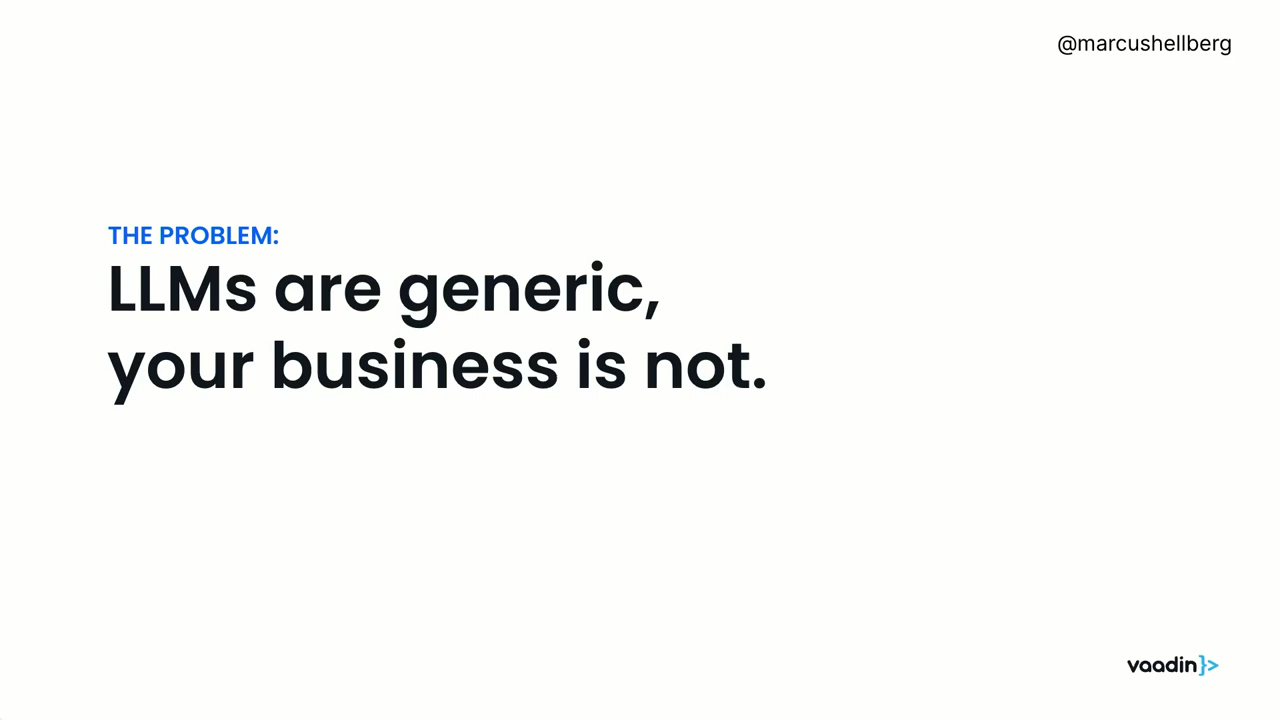 @marcushellberg
THE PROBLEM:
LLMs are generic,
your business is not.
vaadin}>